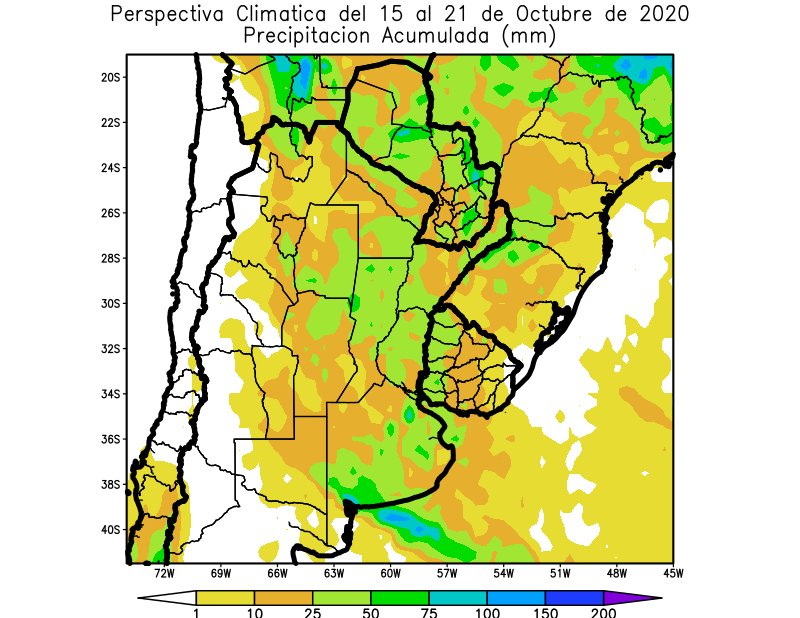 Perspectiva Climatica del 15 al 21 de Octubre de 2020
Precipitacion Acumulada (mm)
20S
22S
24S
26S
28S
30S
32S
34S
36S
38S
40S
72W 69W 66W 63W 60W 57W 54W 51W 48W 45W
1 10 25 50 75 100 150 200